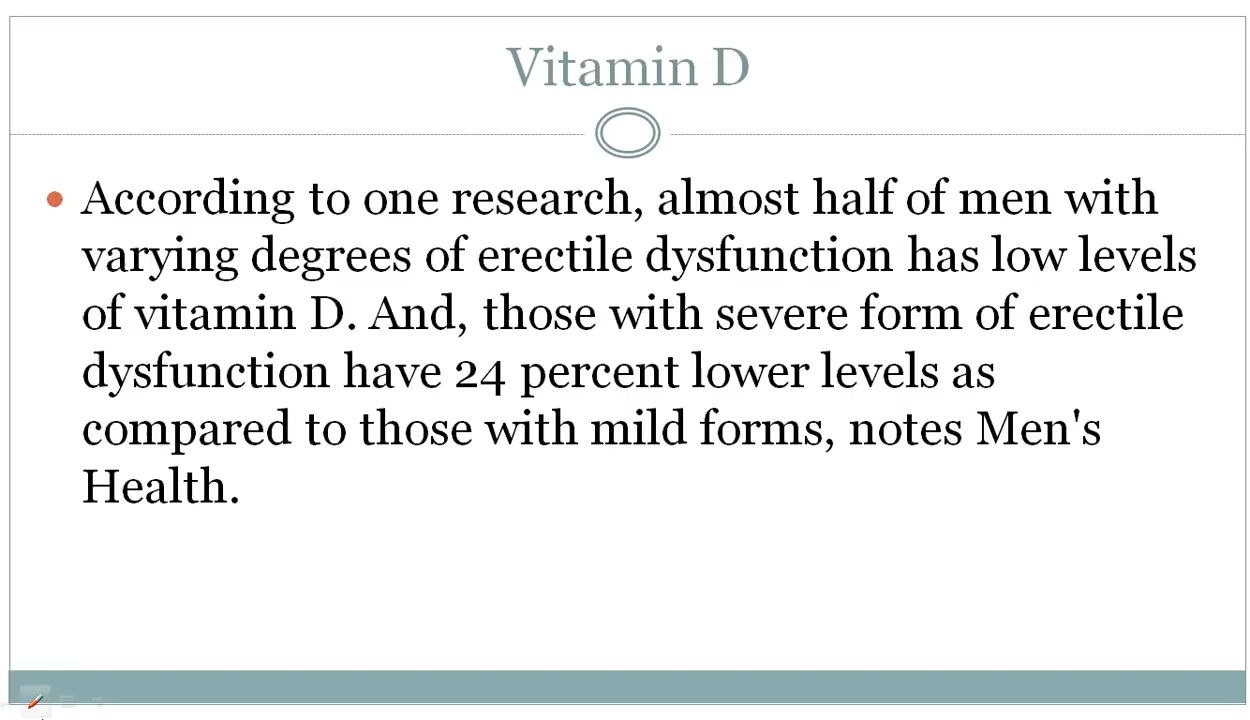 Vitamin D
According to one research, almost half of men with
varying degrees of erectile dysfunction has low levels
of vitamin D. And, those with severe form of erectile
dysfunction have 24 percent lower levels as
compared to those with mild forms, notes Men's
Health.